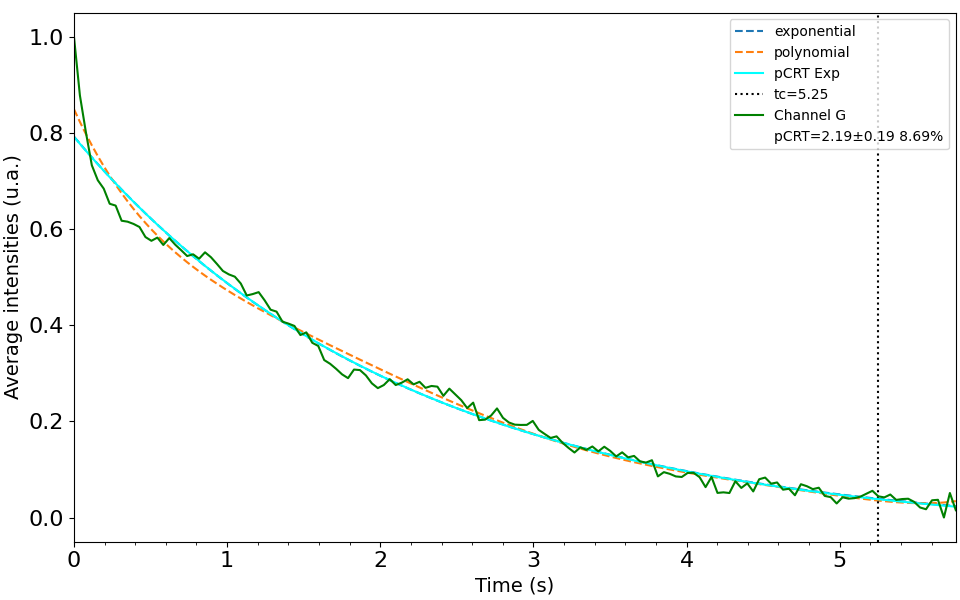 exponential
polynomial
pCRT Exp
tc=5.25
Channel G
pCRT=2.19±0.19 8.69%
Average intensities (u.a.)
1.0
0.8
0.6
0.4
0.2
0.0
0 1 2 3 4 5
Time (s)